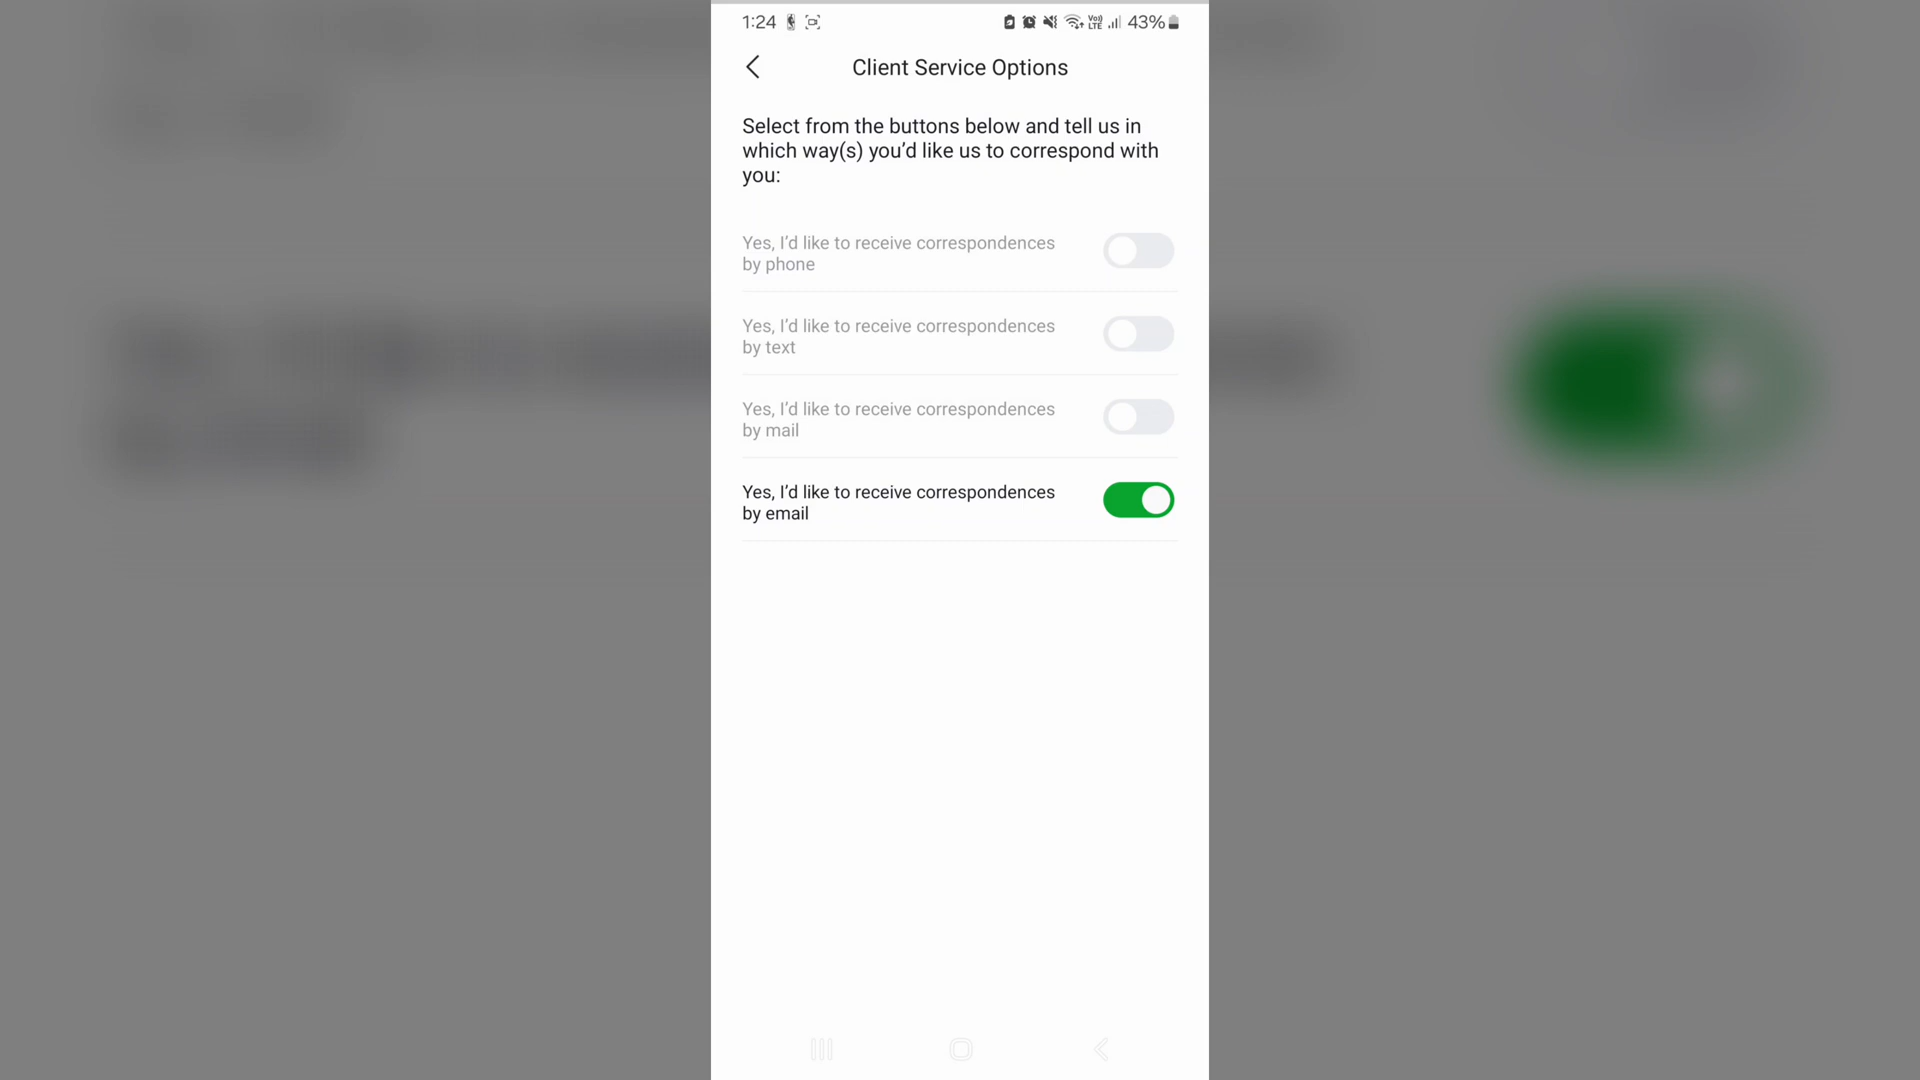 1:24 43%
Client Service Options
Select from the buttons below and tell us in
which way(s) you’d like us to correspond with
you:
Yes, I’d like to receive correspondences
by phone
Yes, I’d like to receive correspondences
by text
Yes, I’d like to receive correspondences
by mail
Yes, I’d like to receive correspondences
by email